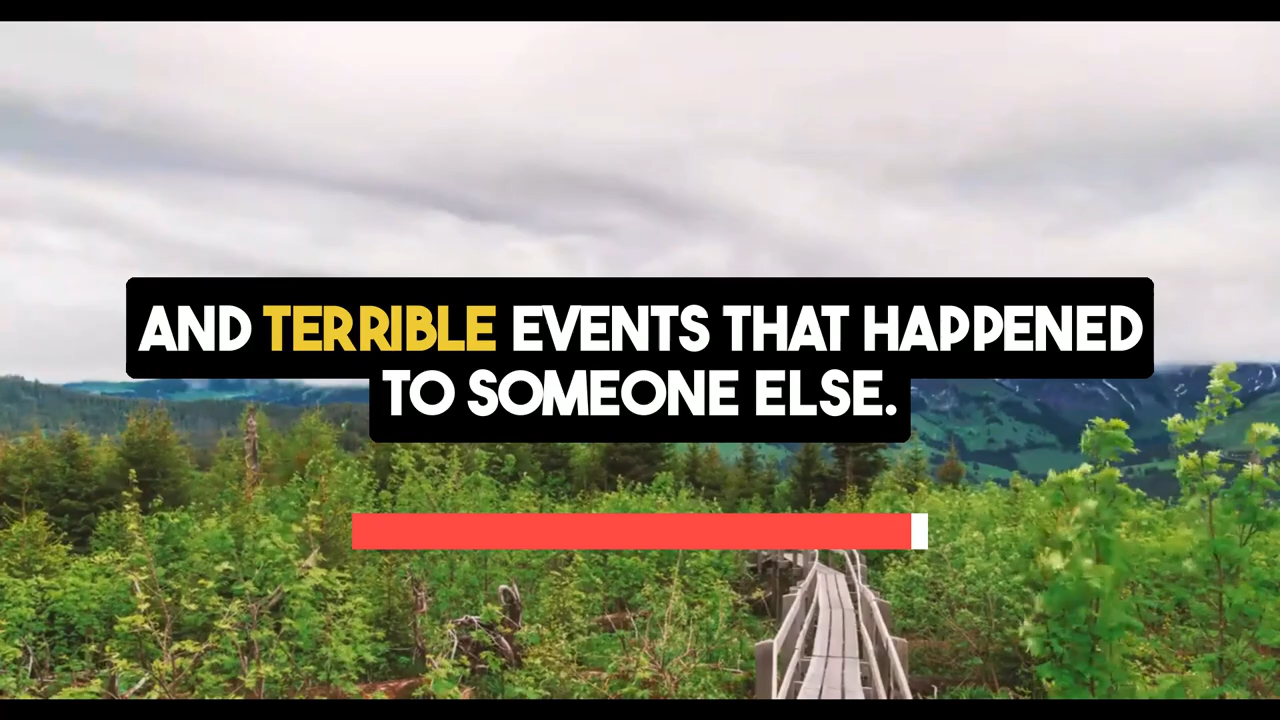 AND TERRIBLE EVENTS THAT HAPPENED
TO SOMEONE ELSE.